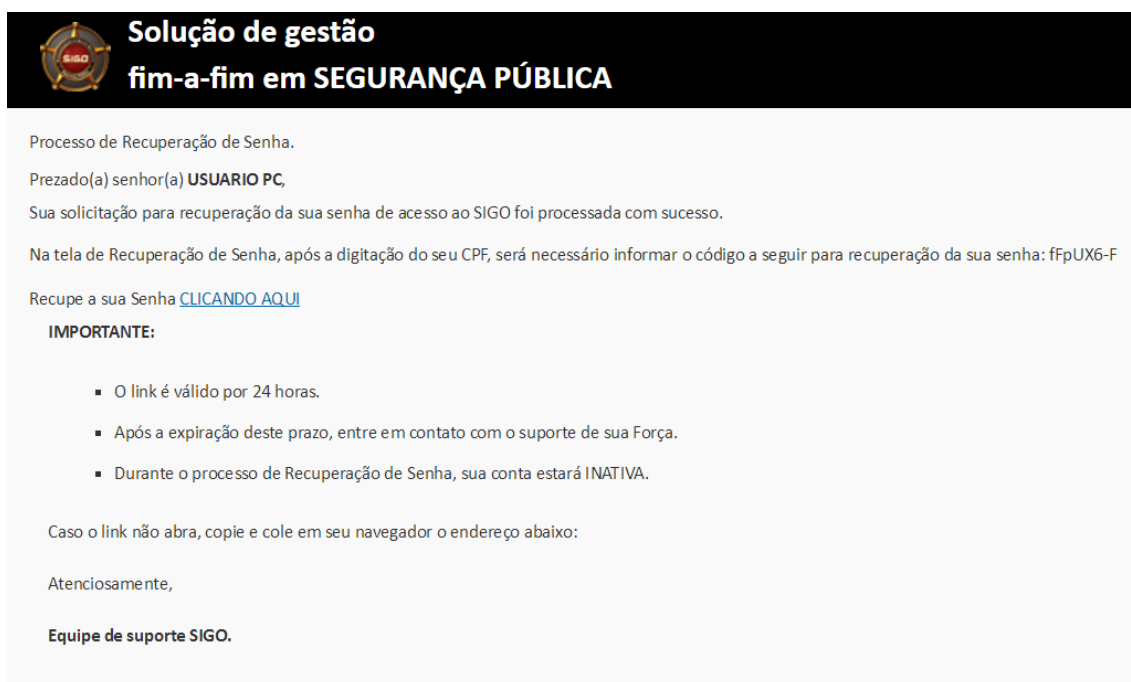 SIGO
Solução de gestão
fim-a-fim em SEGURANÇA PÚBLICA
Processo de Recuperação de Senha.
Prezado(a) senhor(a) USUARIO PC,
Sua solicitação para recuperação da sua senha de acesso ao SIGO foi processada com sucesso.
Na tela de Recuperação de Senha, após a digitação do seu CPF, será necessário informar o código a seguir para recuperação da sua senha: fFpUX6-F
Recupe a sua Senha CLICANDO AQUI
IMPORTANTE:
▪ O link é válido por 24 horas.
▪ Após a expiração deste prazo, entre em contato com o suporte de sua Força.
▪ Durante o processo de Recuperação de Senha, sua conta estará INATIVA.
Caso o link não abra, copie e cole em seu navegador o endereço abaixo:
Atenciosamente,
Equipe de suporte SIGO.